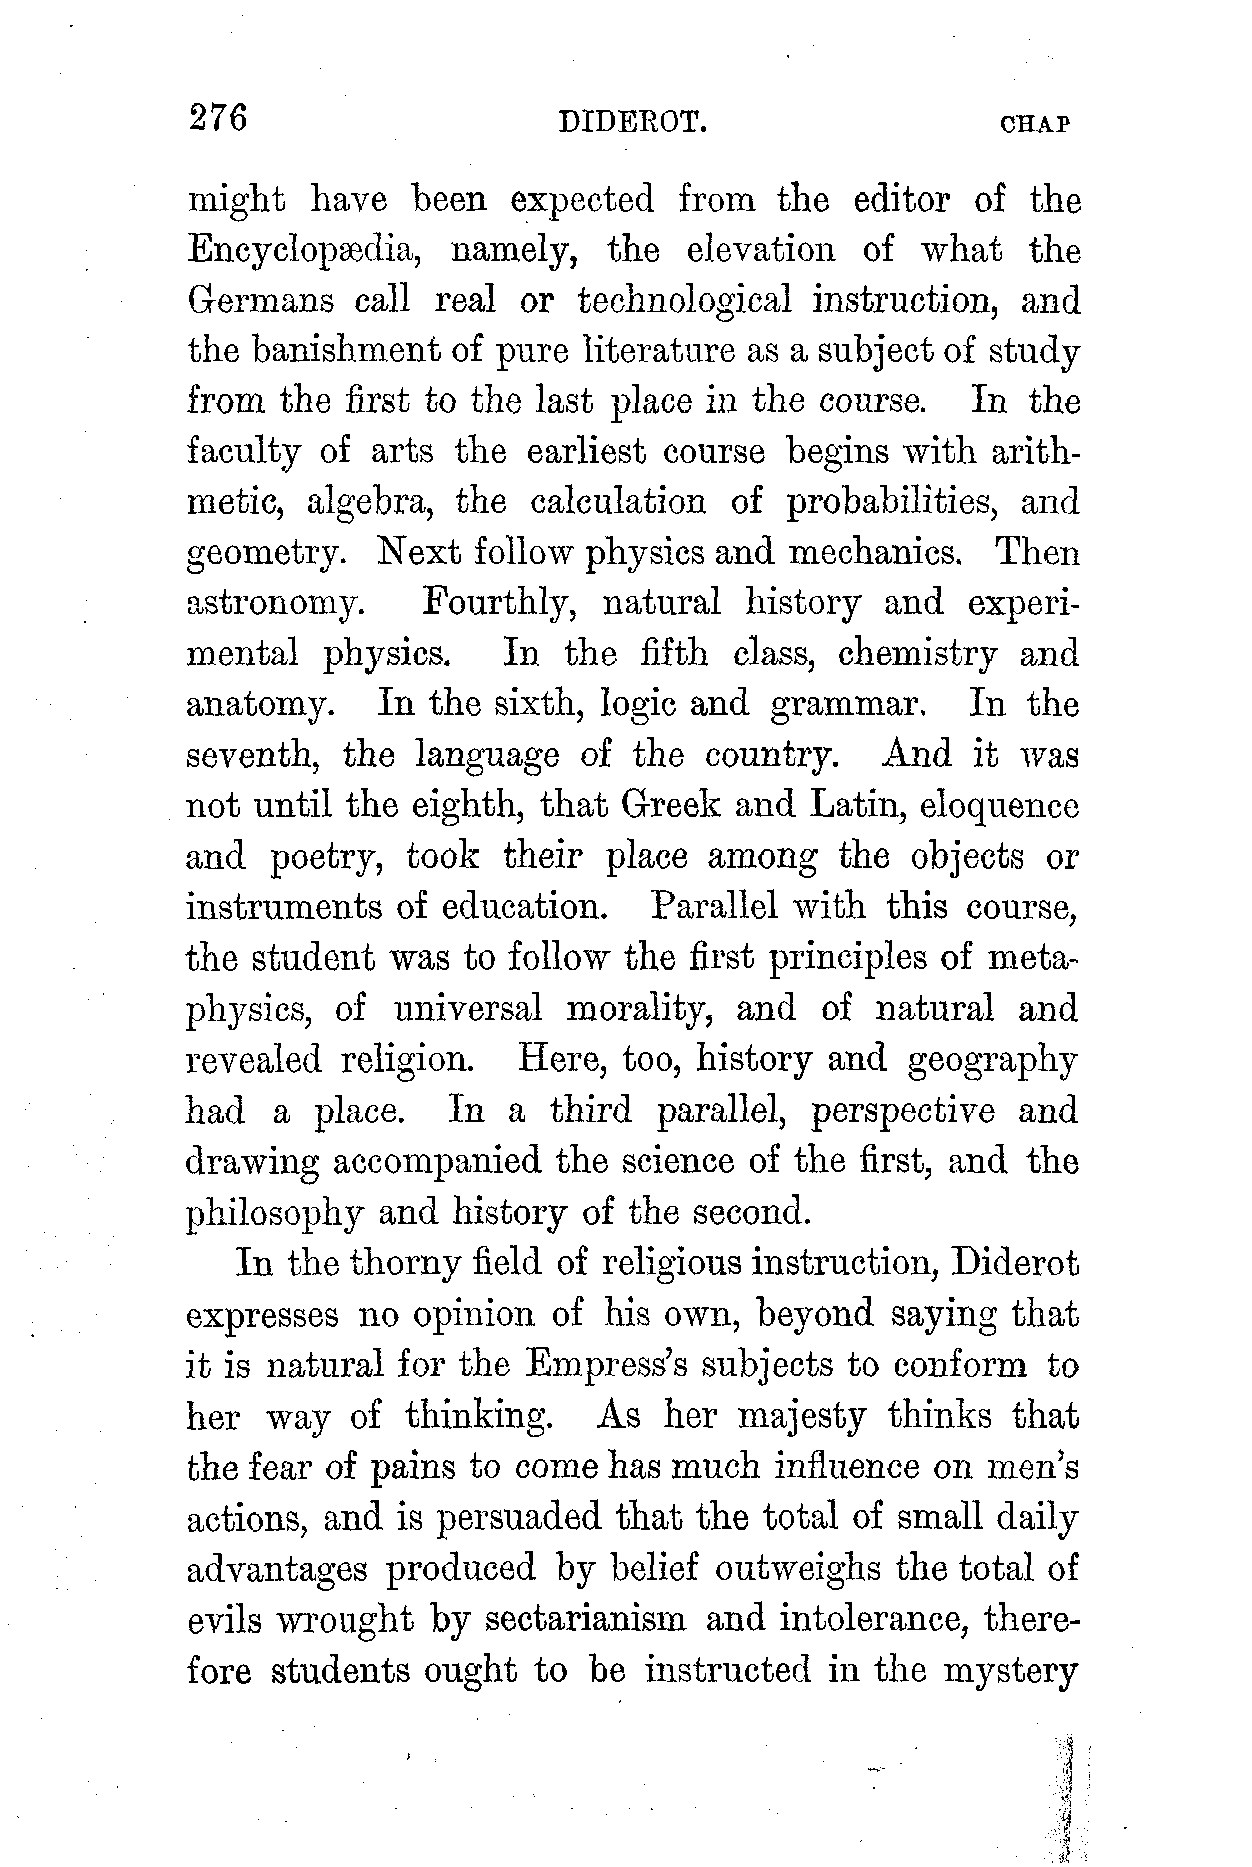 276 DIDEROT. CHAP
might have been expected from the editor of the
Encyclopædia, namely, the elevation of what the
Germans call real or technological instruction, and
the banishment of pure literature as a subject of study
from the first to the last place in the course. In the
faculty of arts the earliest course begins with arith-
metic, algebra, the calculation of probabilities, and
geometry. Next follow physics and mechanics. Then
astronomy. Fourthly, natural history and experi-
mental physics. In the fifth class, chemistry and
anatomy. In the sixth, logic and grammar. In the
seventh, the language of the country. And it was
not until the eighth, that Greek and Latin, eloquence
and poetry, took their place among the objects or
instruments of education. Parallel with this course,
the student was to follow the first principles of meta-
physics, of universal morality, and of natural and
revealed religion. Here, too, history and geography
had a place. In a third parallel, perspective and
drawing accompanied the science of the first, and the
philosophy and history of the second.
In the thorny field of religious instruction, Diderot
expresses no opinion of his own, beyond saying that
it is natural for the Empress's subjects to conform to
her way of thinking. As her majesty thinks that
the fear of pains to come has much influence on men's
actions, and is persuaded that the total of small daily
advantages produced by belief outweighs the total of
evils wrought by sectarianism and intolerance, there-
fore students ought to be instructed in the mystery